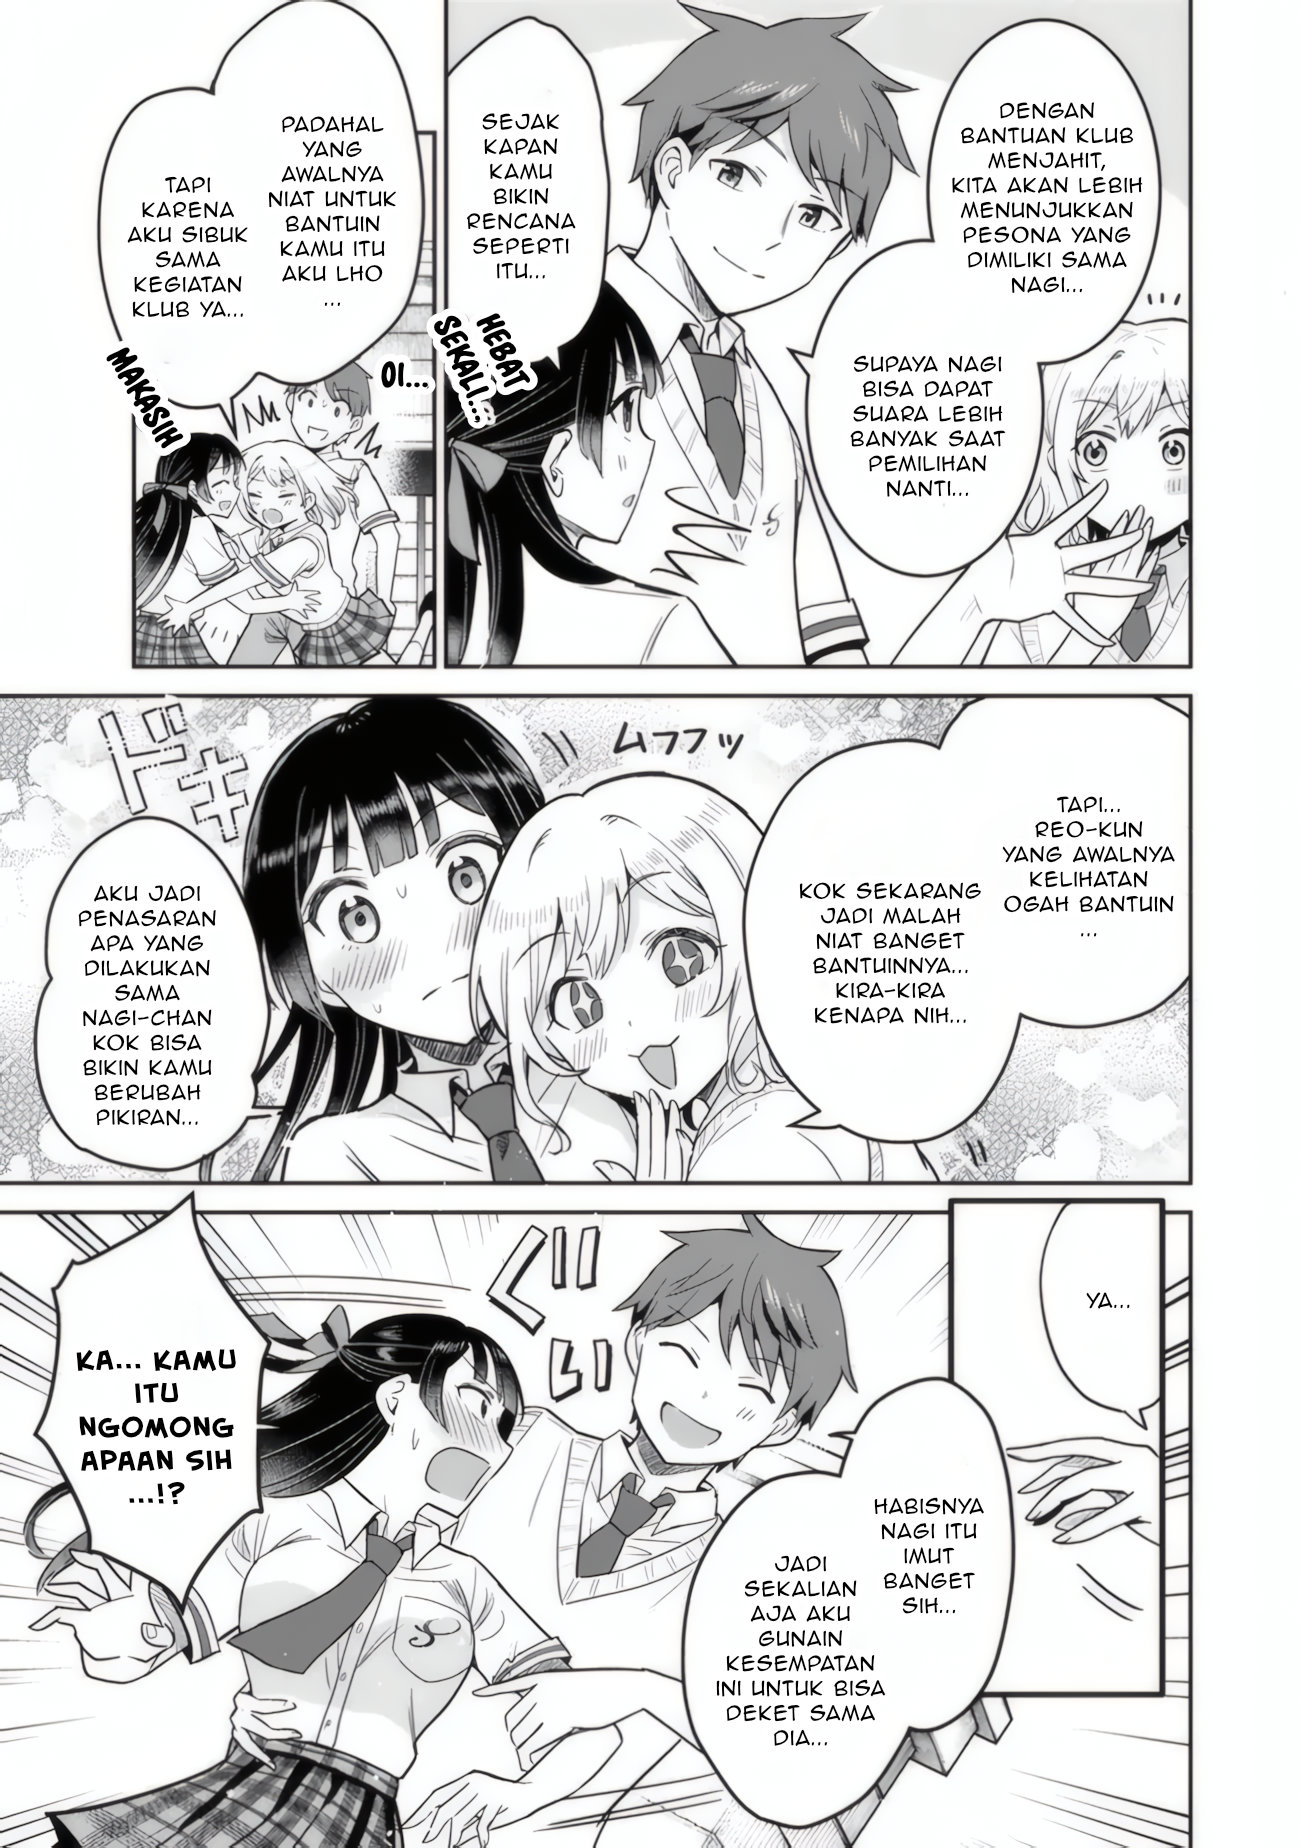 DENGAN
BANTUAN KLUB
MENJAHIT,
KITA AKAN LEBIH
MENUNJUKKAN
PESONA YANG
DIMILIKI SAMA
NAGI...
SUPAYA NAGI
BISA DAPAT
SUARA LEBIH
BANYAK SAAT
PEMILIHAN
NANTI...
SEJAK
KAPAN
KAMU
BIKIN
RENCANA
SEPERTI
ITU...
HEBAT
SEKALI...
PADAHAL
YANG
AWALNYA
NIAT UNTUK
BANTUIN
KAMU ITU
AKU LHO
...
TAPI
KARENA
AKU SIBUK
SAMA
KEGIATAN
KLUB YA...
OI...
MAKASIH
TAPI...
REO-KUN
YANG AWALNYA
KELIHATAN
OGAH BANTUIN
...
KOK SEKARANG
JADI MALAH
NIAT BANGET
BANTUINNYA...
KIRA-KIRA
KENAPA NIH...
ムフフッ
ドキ
AKU JADI
PENASARAN
APA YANG
DILAKUKAN
SAMA
NAGI-CHAN
KOK BISA
BIKIN KAMU
BERUBAH
PIKIRAN...
YA...
HABISNYA
NAGI ITU
IMUT
BANGET
SIH...
JADI
SEKALIAN
AJA AKU
GUNAIN
KESEMPATAN
INI UNTUK BISA
DEKET SAMA
DIA...
ぐいい
KA... KAMU
ITU
NGOMONG
APAAN SIH
...!?